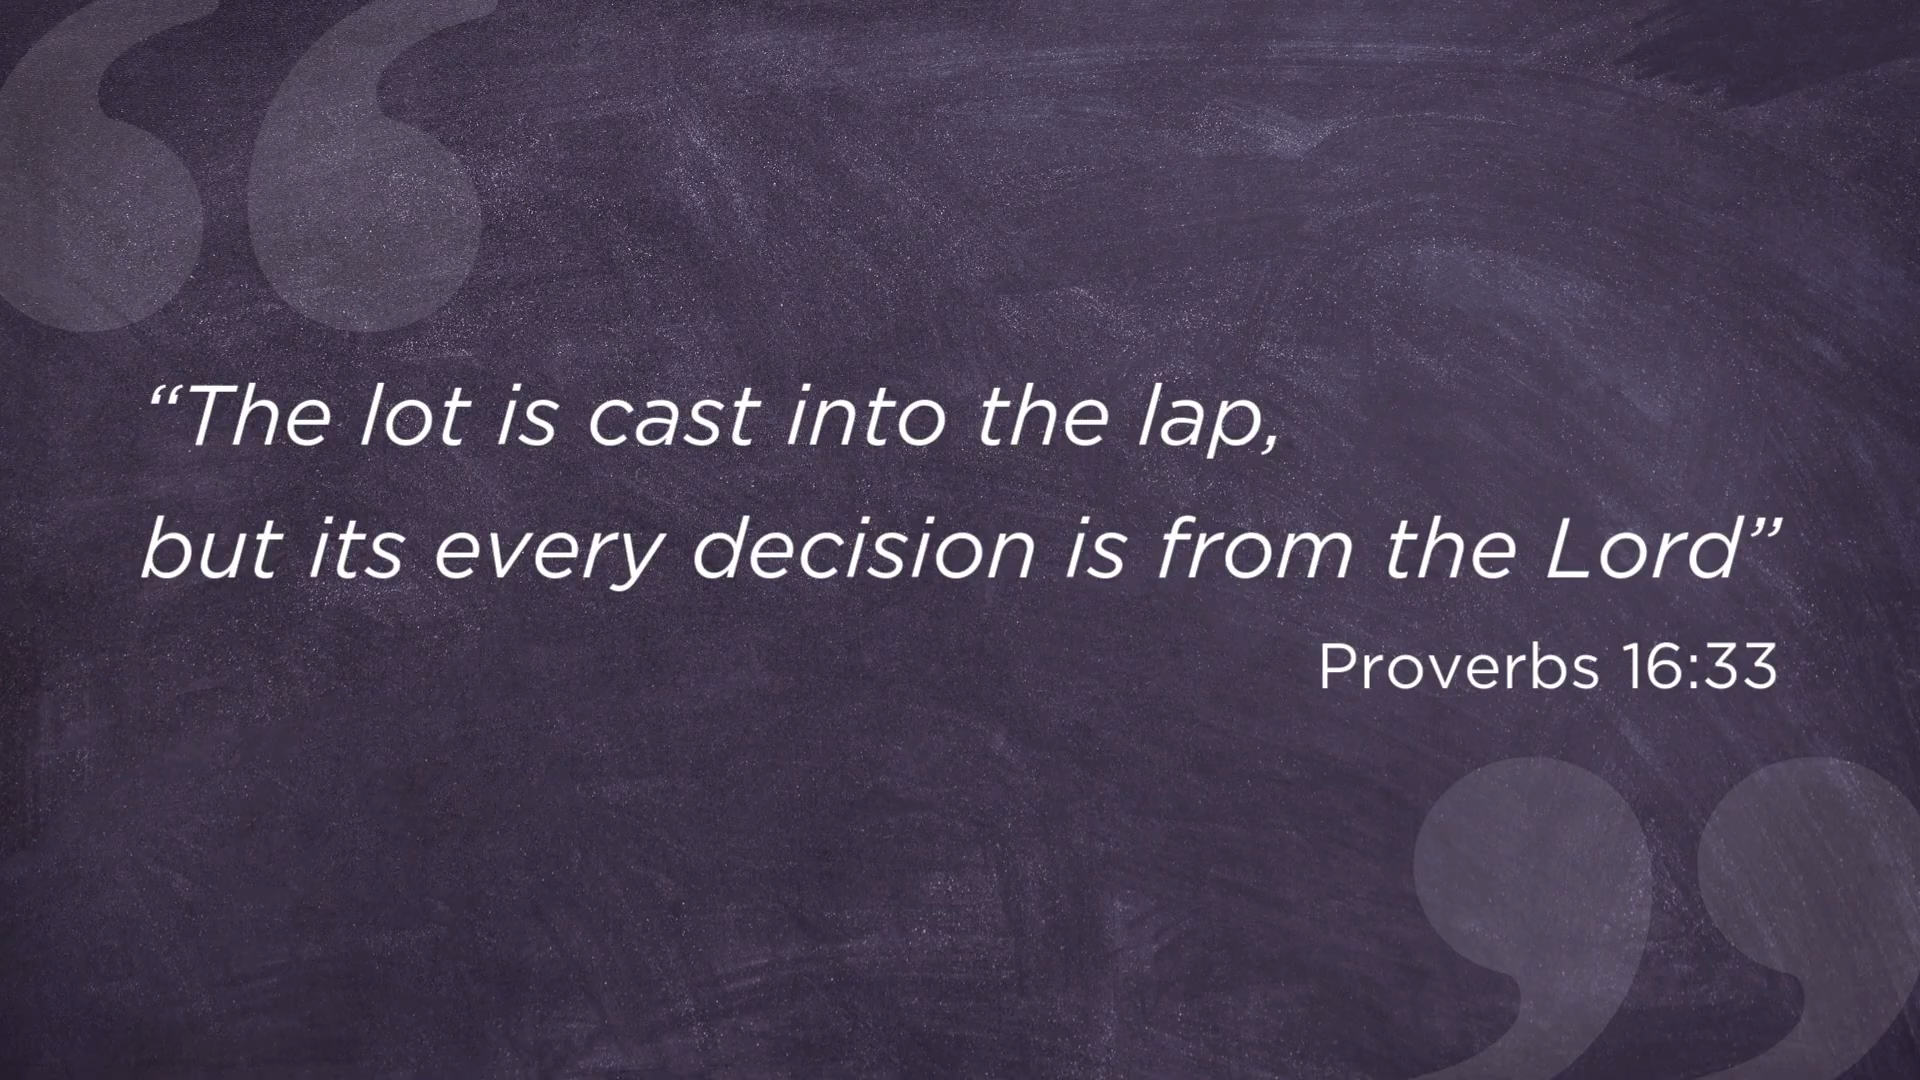 “The lot is cast into the lap,
but its every decision is from the Lord”
Proverbs 16:33